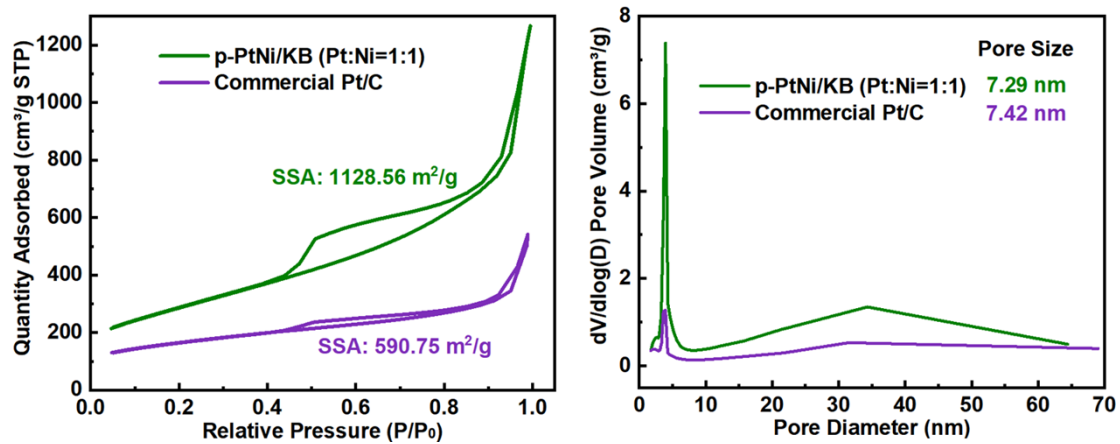 Quantity Adsorbed (cm³/g STP)
1200
1000
800
600
400
200
0
p-PtNi/KB (Pt:Ni=1:1)
Commercial Pt/C
SSA: 1128.56 m²/g
SSA: 590.75 m²/g
0.0 0.2 0.4 0.6 0.8 1.0
Relative Pressure (P/P₀)
dV/dlog(D) Pore Volume (cm³/g)
8
6
4
2
0
Pore Size
p-PtNi/KB (Pt:Ni=1:1) 7.29 nm
Commercial Pt/C 7.42 nm
0 10 20 30 40 50 60 70
Pore Diameter (nm)